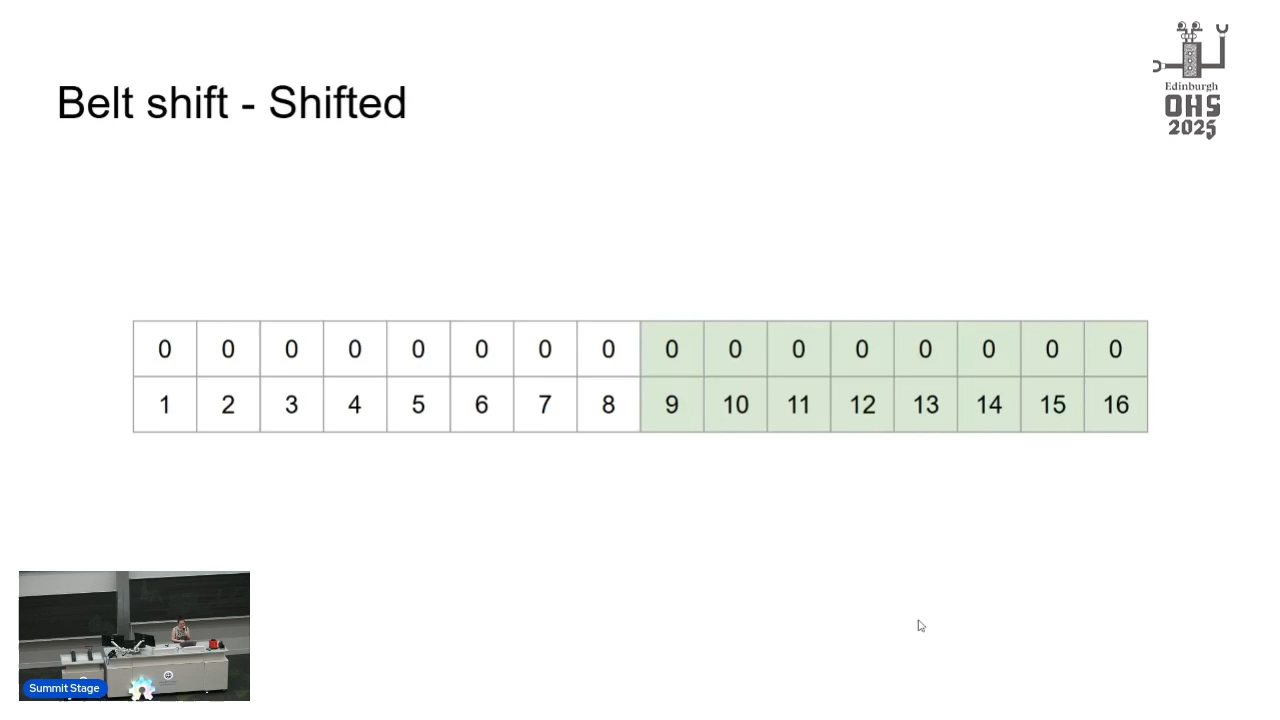 Belt shift - Shifted
Edinburgh
OHS
2025
0 0 0 0 0 0 0 0 0 0 0 0 0 0 0 0
1 2 3 4 5 6 7 8 9 10 11 12 13 14 15 16
Summit Stage